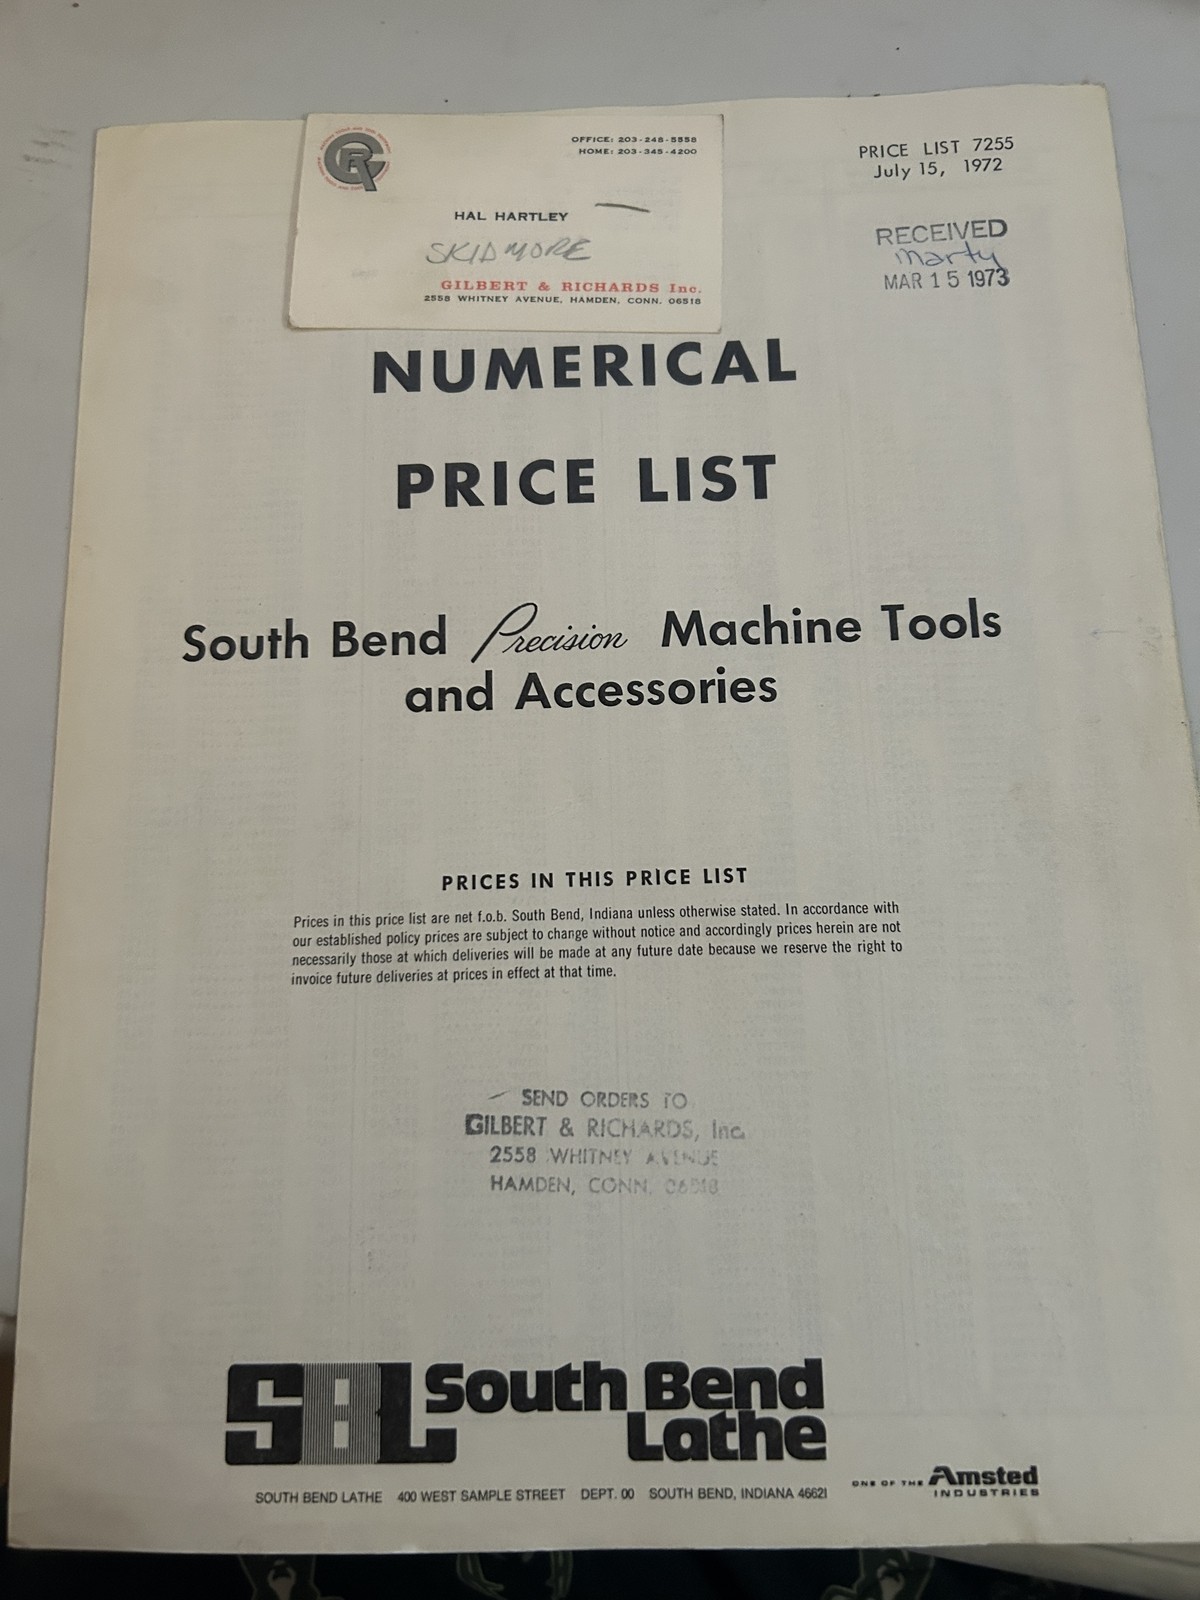 OFFICE: 203-248-5558
HOME: 203-345-4200
HAL HARTLEY
SKIDMORE
GILBERT & RICHARDS Inc.
2558 WHITNEY AVENUE, HAMDEN, CONN. 06518
PRICE LIST 7255
July 15, 1972
RECEIVED
Marty
MAR 15 1973
NUMERICAL
PRICE LIST
South Bend Precision Machine Tools
and Accessories
PRICES IN THIS PRICE LIST
Prices in this price list are net f.o.b. South Bend, Indiana unless otherwise stated. In accordance with
our established policy prices are subject to change without notice and accordingly prices herein are not
necessarily those at which deliveries will be made at any future date because we reserve the right to
invoice future deliveries at prices in effect at that time.
SEND ORDERS TO
GILBERT & RICHARDS, Inc.
2558 WHITNEY AVENUE
HAMDEN, CONN. 06518
SBL South Bend
Lathe
SOUTH BEND LATHE 400 WEST SAMPLE STREET DEPT. 00 SOUTH BEND, INDIANA 46621
ONE OF THE Amsted
INDUSTRIES